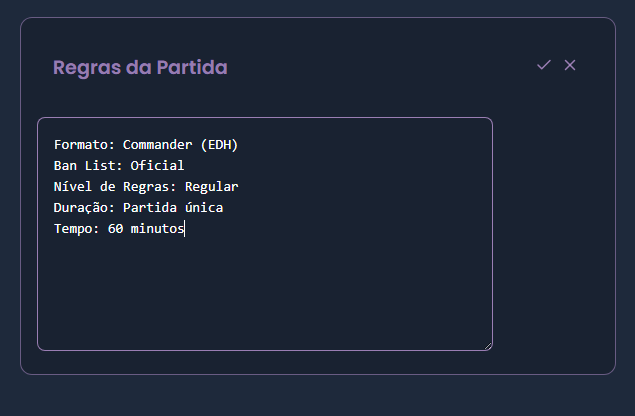 Regras da Partida
Formato: Commander (EDH)
Ban List: Oficial
Nível de Regras: Regular
Duração: Partida única
Tempo: 60 minutos